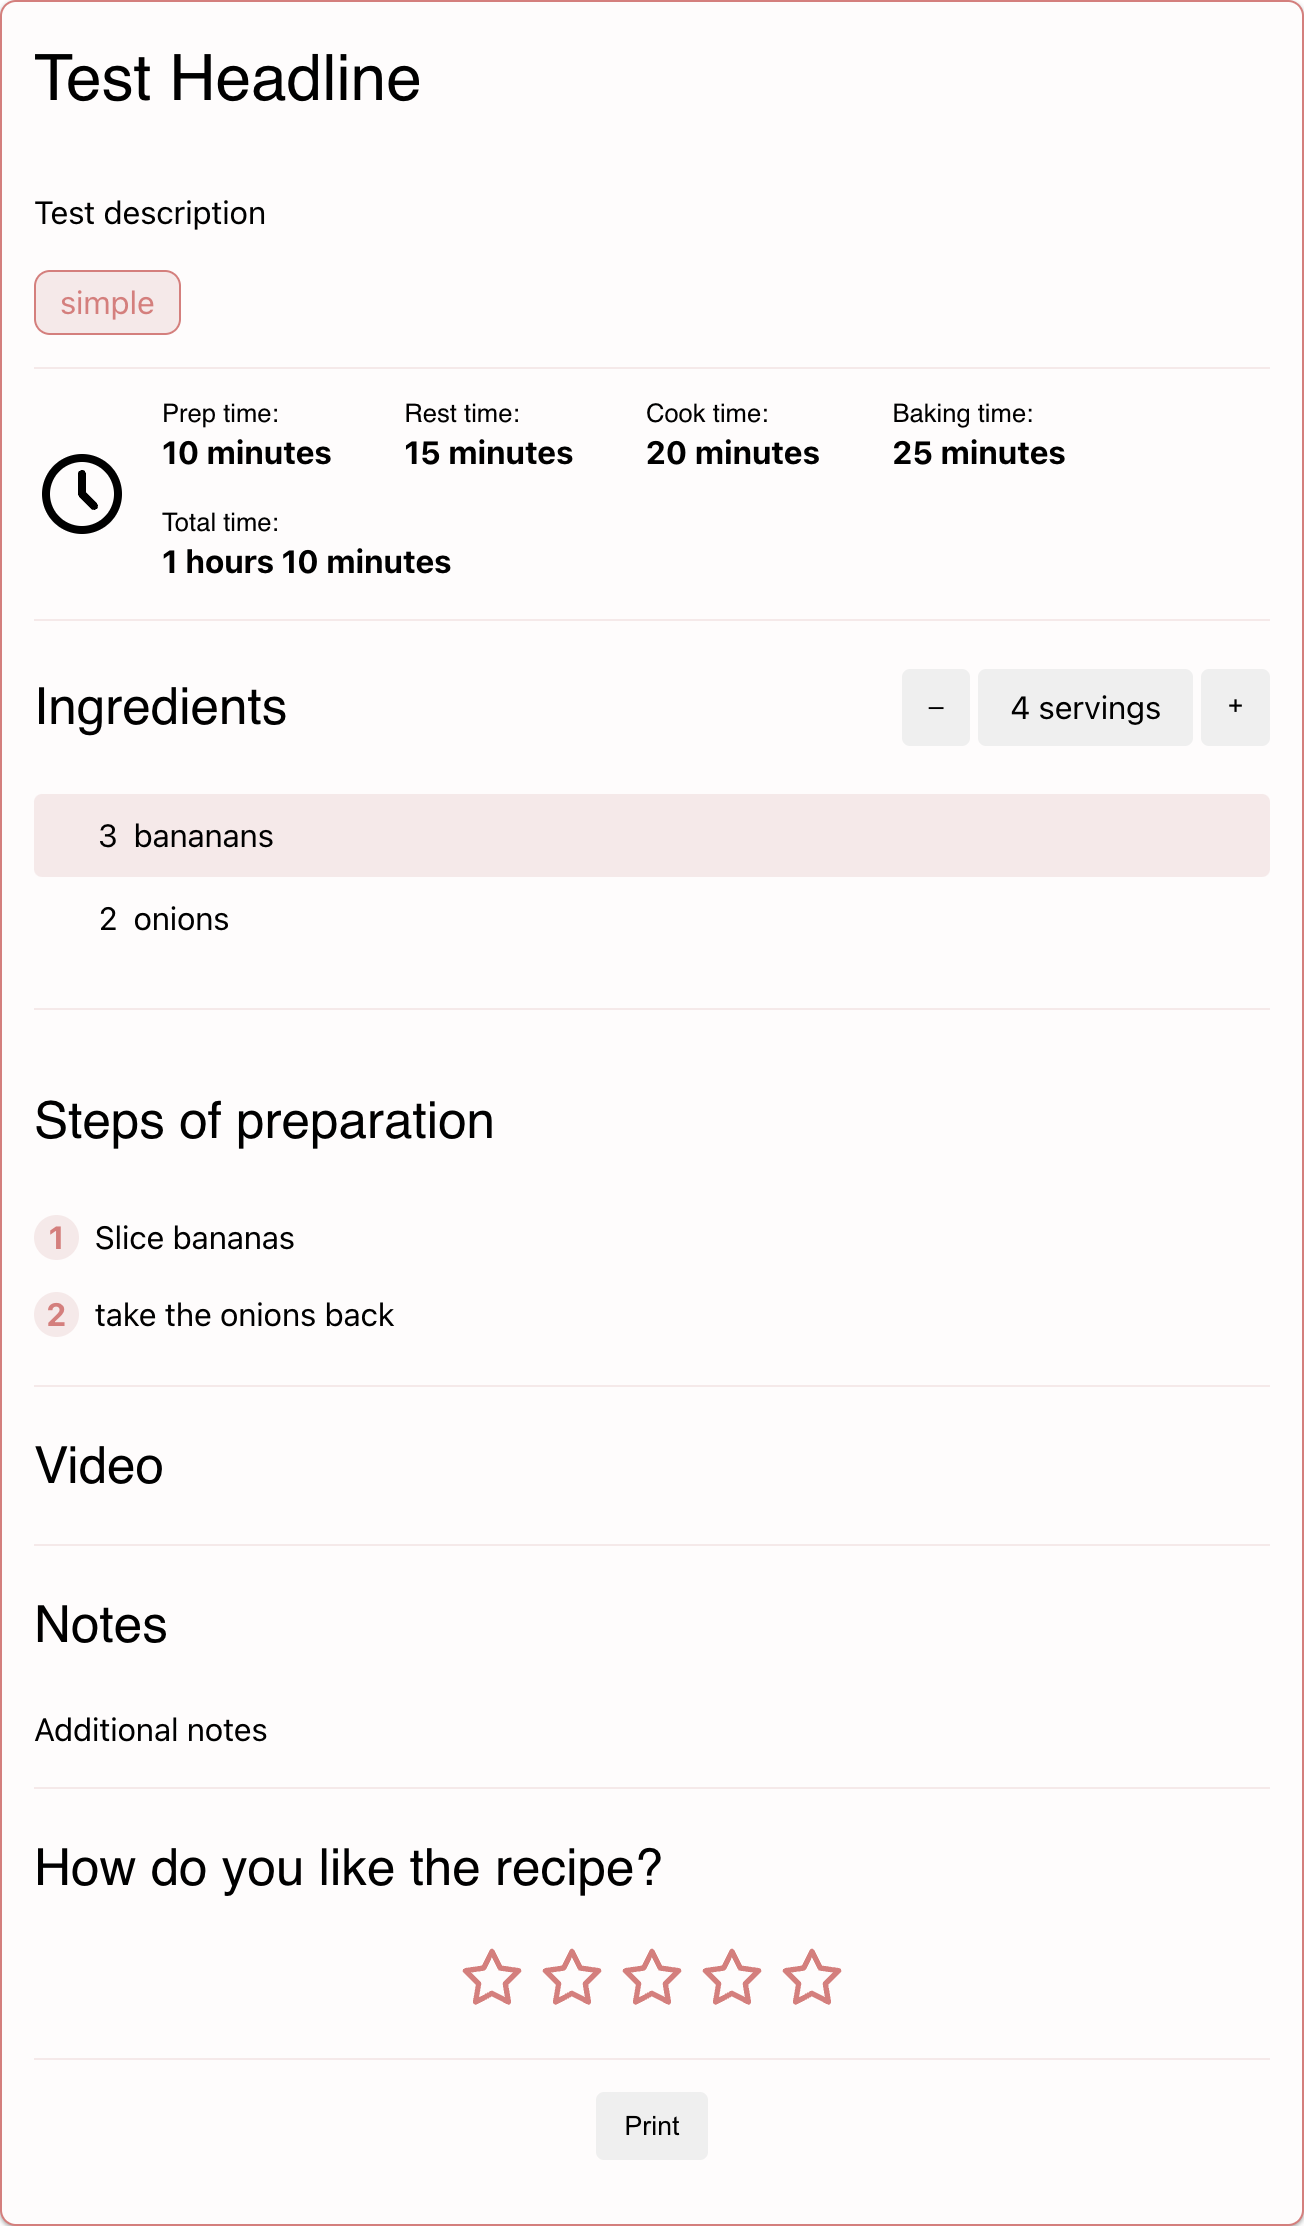 Test Headline
Test description
simple
Prep time: Rest time: Cook time: Baking time:
10 minutes 15 minutes 20 minutes 25 minutes
Total time:
1 hours 10 minutes
Ingredients – 4 servings +
3 bananans
2 onions
Steps of preparation
1 Slice bananas
2 take the onions back
Video
Notes
Additional notes
How do you like the recipe?
Print